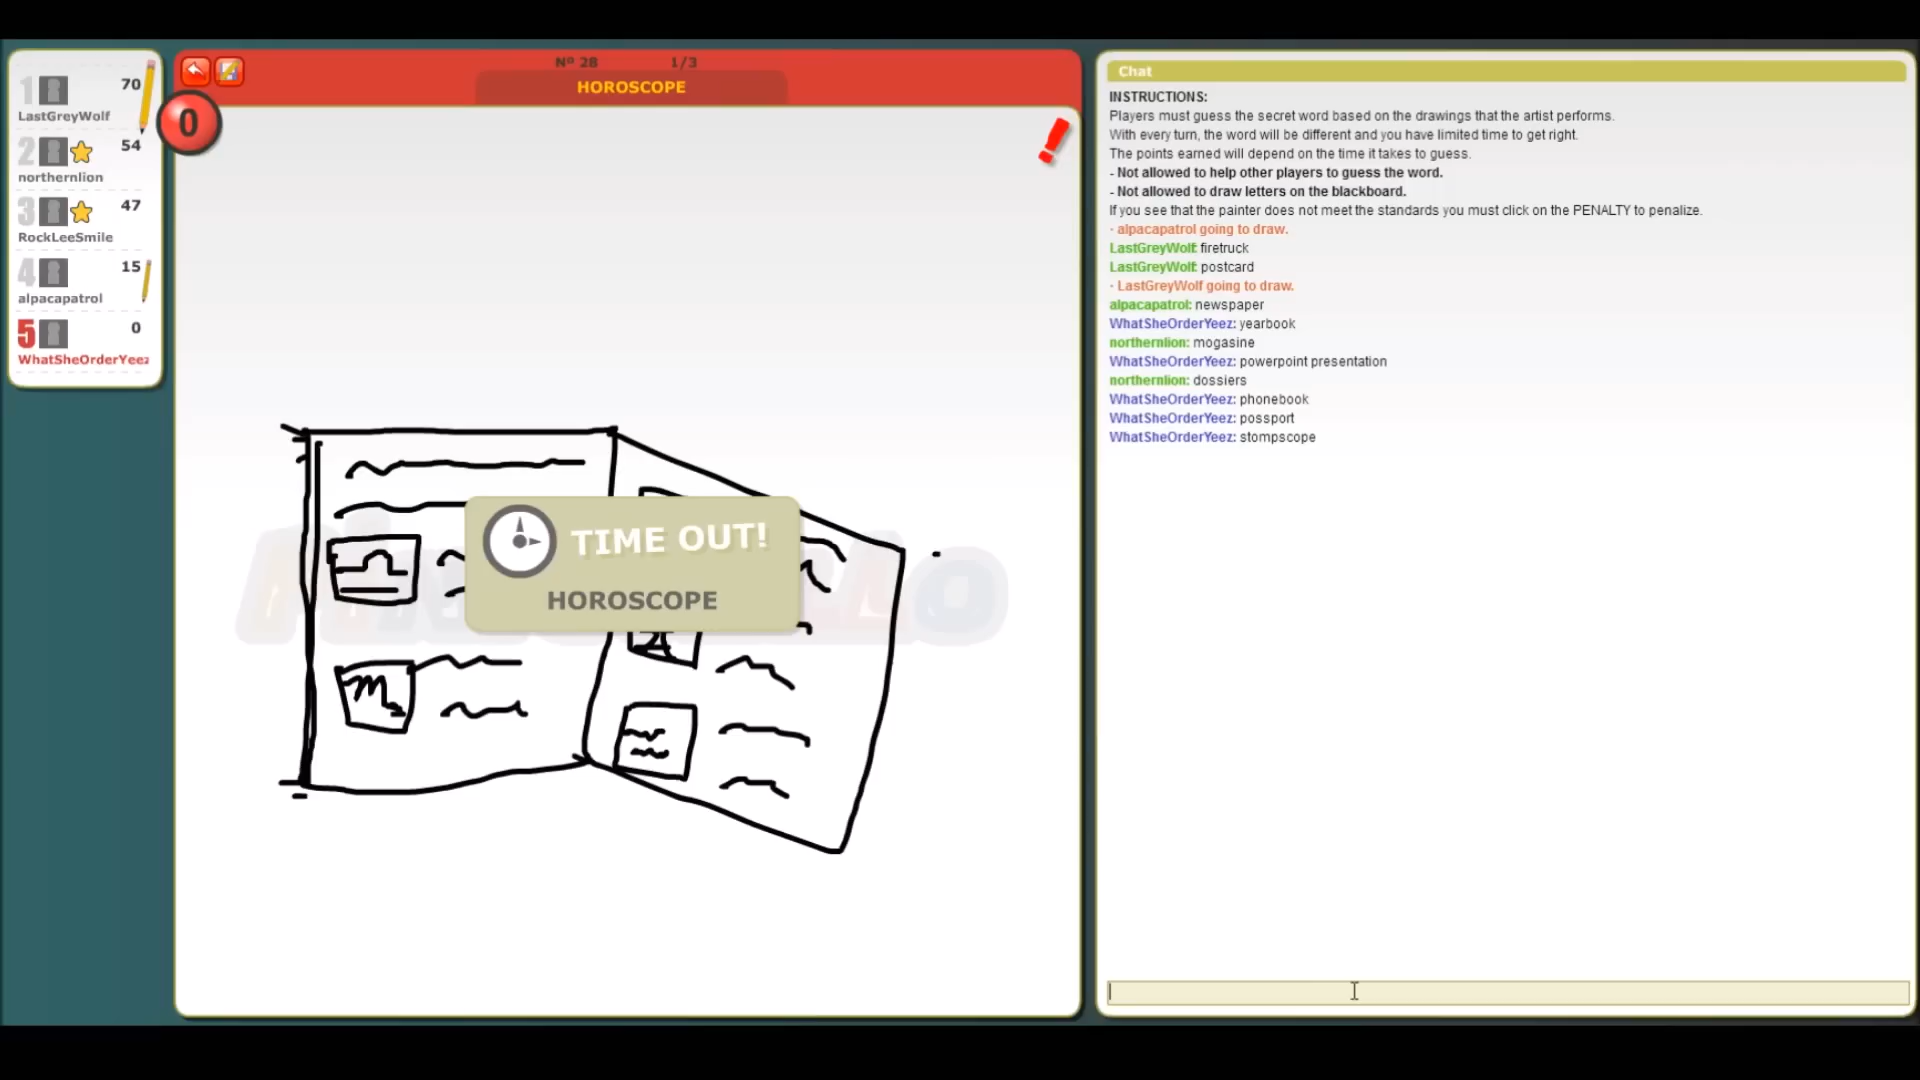 1
70
LastGreyWolf
2
54
northernlion
3
47
RockLeeSmile
4
15
alpacapatrol
5
0
WhatSheOrderYeez
0
Nº 28 1/3
HOROSCOPE
TIME OUT!
HOROSCOPE
Chat
INSTRUCTIONS:
Players must guess the secret word based on the drawings that the artist performs.
With every turn, the word will be different and you have limited time to get right.
The points earned will depend on the time it takes to guess.
- Not allowed to help other players to guess the word.
- Not allowed to draw letters on the blackboard.
If you see that the painter does not meet the standards you must click on the PENALTY to penalize.
· alpacapatrol going to draw.
LastGreyWolf: firetruck
LastGreyWolf: postcard
· LastGreyWolf going to draw.
alpacapatrol: newspaper
WhatSheOrderYeez: yearbook
northernlion: mogasine
WhatSheOrderYeez: powerpoint presentation
northernlion: dossiers
WhatSheOrderYeez: phonebook
WhatSheOrderYeez: possport
WhatSheOrderYeez: stompscope